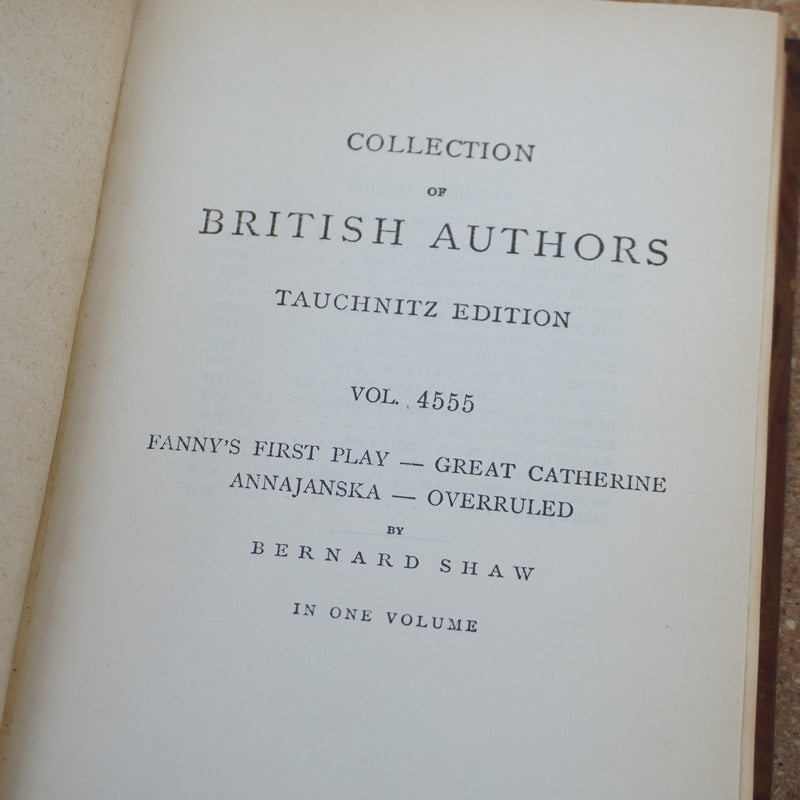 COLLECTION
OF
BRITISH AUTHORS
TAUCHNITZ EDITION
VOL. 4555
FANNY'S FIRST PLAY — GREAT CATHERINE
ANNAJANSKA — OVERRULED
BY
BERNARD SHAW
IN ONE VOLUME